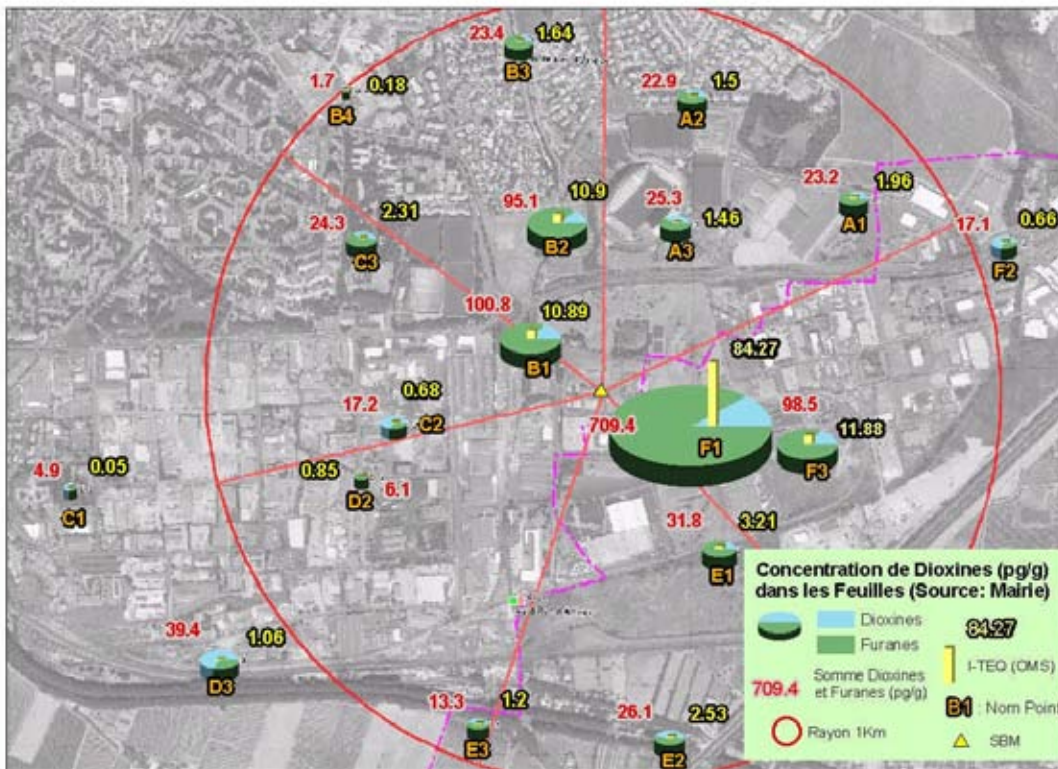 23.4 1.64
B3
1.7 0.18
B4
22.9 1.5
A2
23.2 1.96
A1
95.1 10.9
B2
25.3 1.46
A3
17.1 0.66
F2
24.3 2.31
C3
100.8 10.89
B1
84.27
709.4
F1
98.5 11.88
F3
17.2 0.68
C2
4.9 0.05
C1
0.85
D2 6.1
31.8 3.21
E1
39.4 1.06
D3
13.3 1.2
E3
26.1 2.53
E2
Concentration de Dioxines (pg/g)
dans les Feuilles (Source: Mairie)
Dioxines
Furanes
84.27
I-TEQ (OMS)
709.4 Somme Dioxines
et Furanes (pg/g)
B1 : Nom Point
Rayon 1Km
SBM